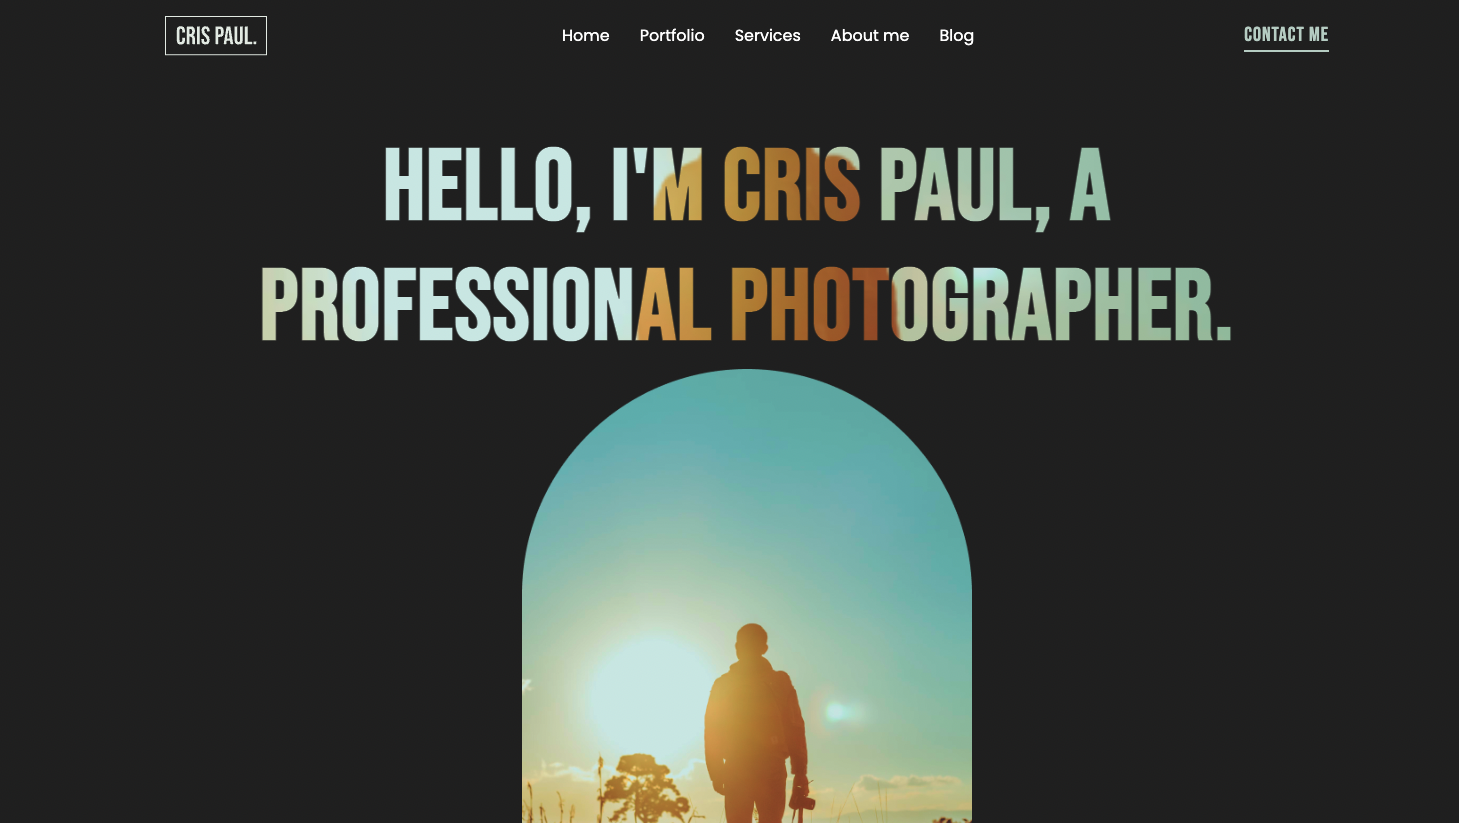 CRIS PAUL.
Home Portfolio Services About me Blog
CONTACT ME
HELLO, I'M CRIS PAUL, A
PROFESSIONAL PHOTOGRAPHER.